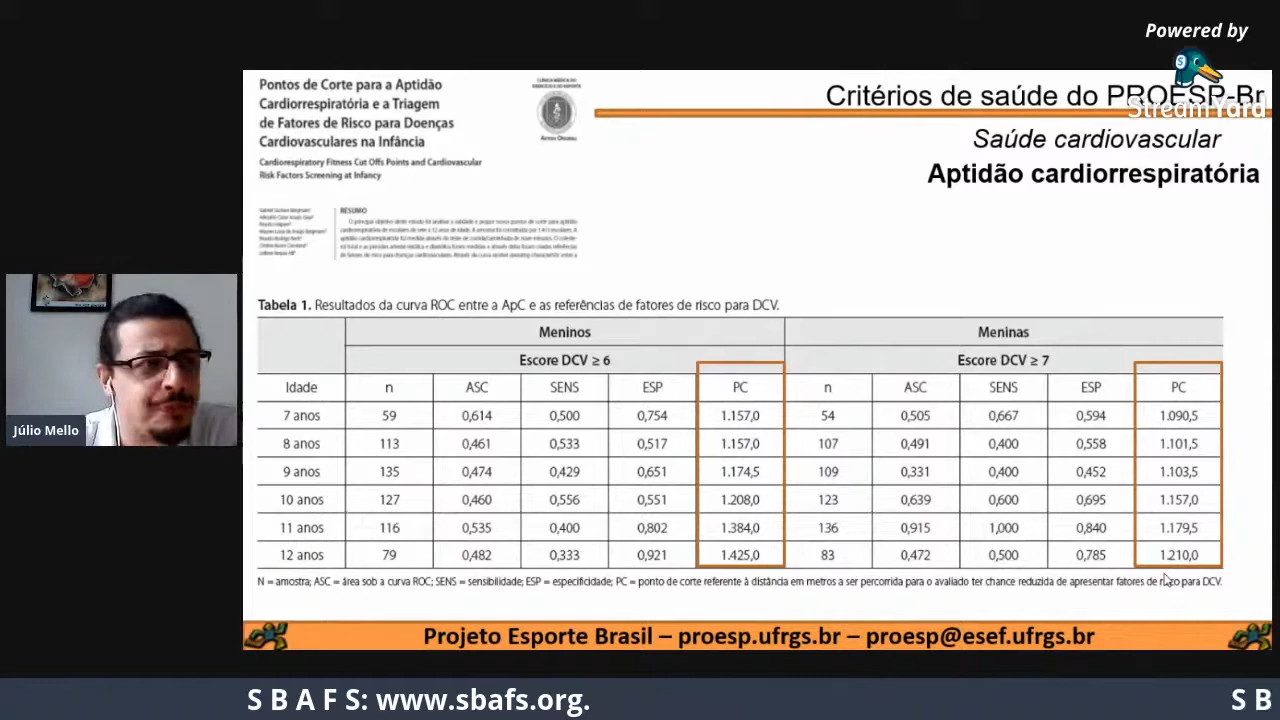 Powered by
StreamYard
Critérios de saúde do PROESP-Br
Saúde cardiovascular
Aptidão cardiorrespiratória
Pontos de Corte para a Aptidão
Cardiorrespiratória e a Triagem
de Fatores de Risco para Doenças
Cardiovasculares na Infância
Cardiorespiratory Fitness Cut Offs Points and Cardiovascular
Risk Factors Screening at Infancy
RESUMO
Tabela 1. Resultados da curva ROC entre a ApC e as referências de fatores de risco para DCV.
Meninos Meninas
Escore DCV ≥ 6 Escore DCV ≥ 7
Idade n ASC SENS ESP PC n ASC SENS ESP PC
7 anos 59 0,614 0,500 0,754 1.157,0 54 0,505 0,667 0,594 1.090,5
8 anos 113 0,461 0,533 0,517 1.157,0 107 0,491 0,400 0,558 1.101,5
9 anos 135 0,474 0,429 0,651 1.174,5 109 0,331 0,400 0,452 1.103,5
10 anos 127 0,460 0,556 0,551 1.208,0 123 0,639 0,600 0,695 1.157,0
11 anos 116 0,535 0,400 0,802 1.384,0 136 0,915 1,000 0,840 1.179,5
12 anos 79 0,482 0,333 0,921 1.425,0 83 0,472 0,500 0,785 1.210,0
N = amostra; ASC = área sob a curva ROC; SENS = sensibilidade; ESP = especificidade; PC = ponto de corte referente à distância em metros a ser percorrida para o avaliado ter chance reduzida de apresentar fatores de risco para DCV.
Projeto Esporte Brasil – proesp.ufrgs.br – proesp@esef.ufrgs.br
Júlio Mello
S B A F S: www.sbafs.org.
S B